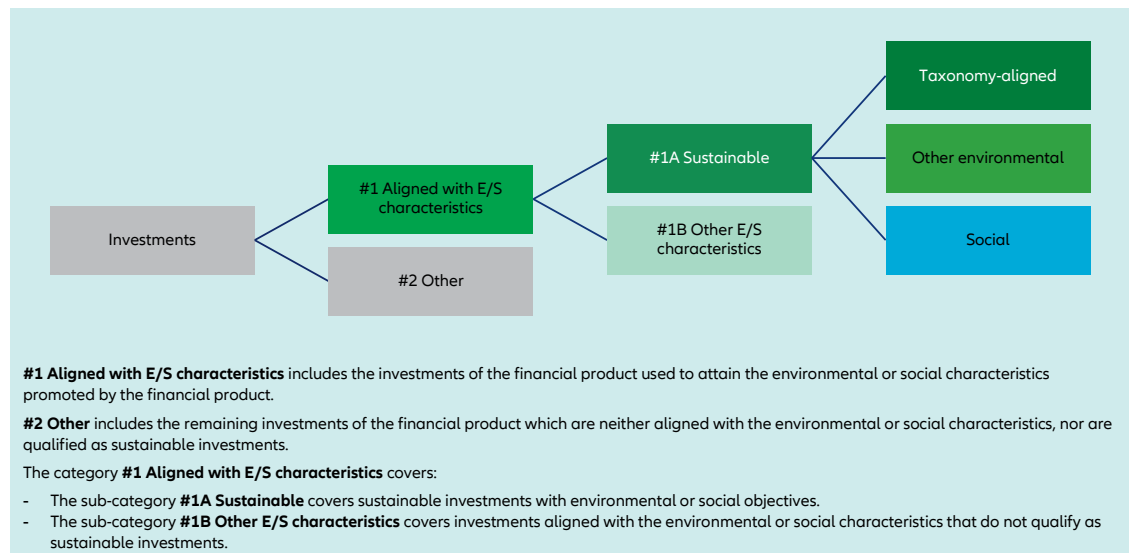 Taxonomy-aligned
#1A Sustainable
Other environmental
#1 Aligned with E/S
characteristics
#1B Other E/S
characteristics
Investments
Social
#2 Other
#1 Aligned with E/S characteristics includes the investments of the financial product used to attain the environmental or social characteristics
promoted by the financial product.
#2 Other includes the remaining investments of the financial product which are neither aligned with the environmental or social characteristics, nor are
qualified as sustainable investments.
The category #1 Aligned with E/S characteristics covers:
- The sub-category #1A Sustainable covers sustainable investments with environmental or social objectives.
- The sub-category #1B Other E/S characteristics covers investments aligned with the environmental or social characteristics that do not qualify as
sustainable investments.